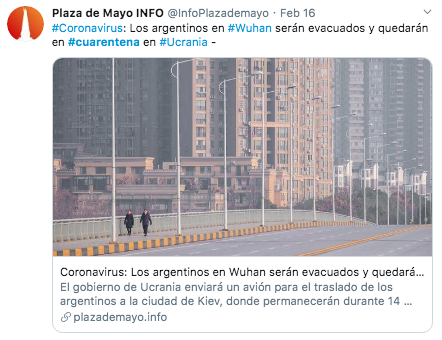 Plaza de Mayo INFO @InfoPlazademayo · Feb 16
#Coronavirus: Los argentinos en #Wuhan serán evacuados y quedarán
en #cuarentena en #Ucrania -
Coronavirus: Los argentinos en Wuhan serán evacuados y quedará...
El gobierno de Ucrania enviará un avión para el traslado de los
argentinos a la ciudad de Kiev, donde permanecerán durante 14 ...
plazademayo.info